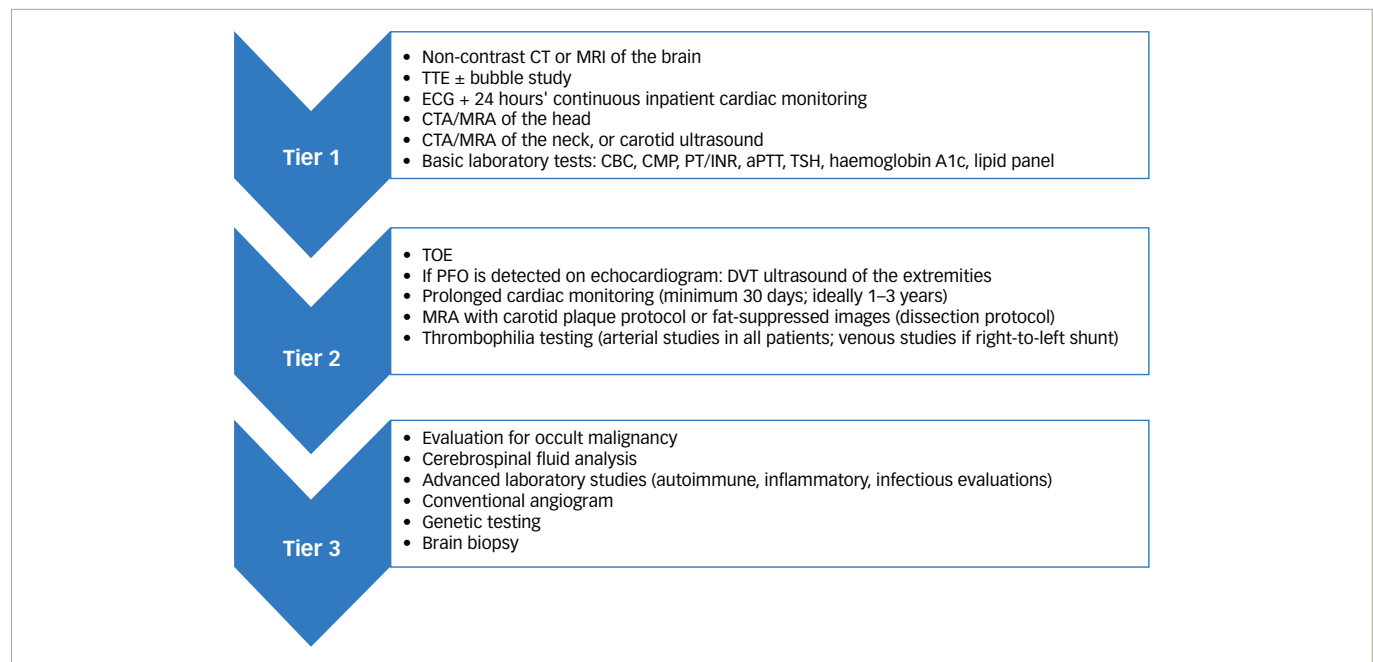 Tier 1
• Non-contrast CT or MRI of the brain
• TTE ± bubble study
• ECG + 24 hours' continuous inpatient cardiac monitoring
• CTA/MRA of the head
• CTA/MRA of the neck, or carotid ultrasound
• Basic laboratory tests: CBC, CMP, PT/INR, aPTT, TSH, haemoglobin A1c, lipid panel
Tier 2
• TOE
• If PFO is detected on echocardiogram: DVT ultrasound of the extremities
• Prolonged cardiac monitoring (minimum 30 days; ideally 1–3 years)
• MRA with carotid plaque protocol or fat-suppressed images (dissection protocol)
• Thrombophilia testing (arterial studies in all patients; venous studies if right-to-left shunt)
Tier 3
• Evaluation for occult malignancy
• Cerebrospinal fluid analysis
• Advanced laboratory studies (autoimmune, inflammatory, infectious evaluations)
• Conventional angiogram
• Genetic testing
• Brain biopsy